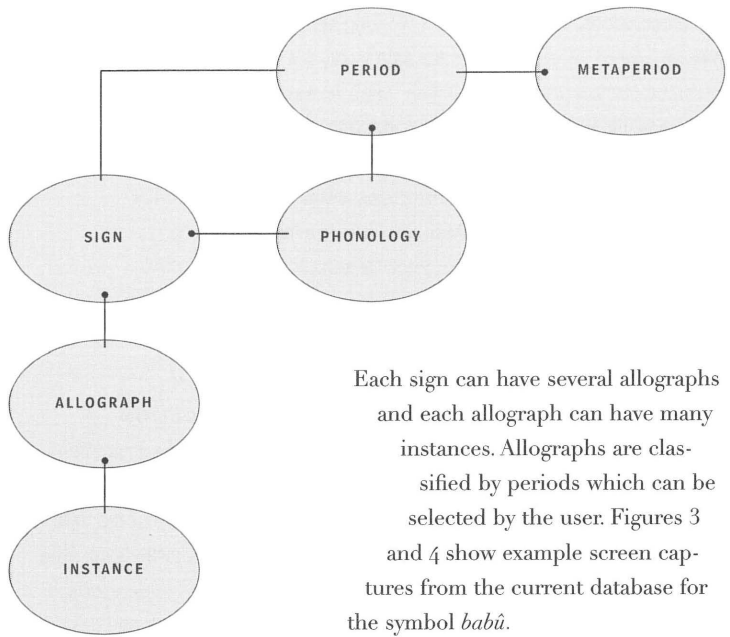 PERIOD
METAPERIOD
SIGN
PHONOLOGY
ALLOGRAPH
INSTANCE
Each sign can have several allographs
and each allograph can have many
instances. Allographs are clas-
sified by periods which can be
selected by the user. Figures 3
and 4 show example screen cap-
tures from the current database for
the symbol babû.